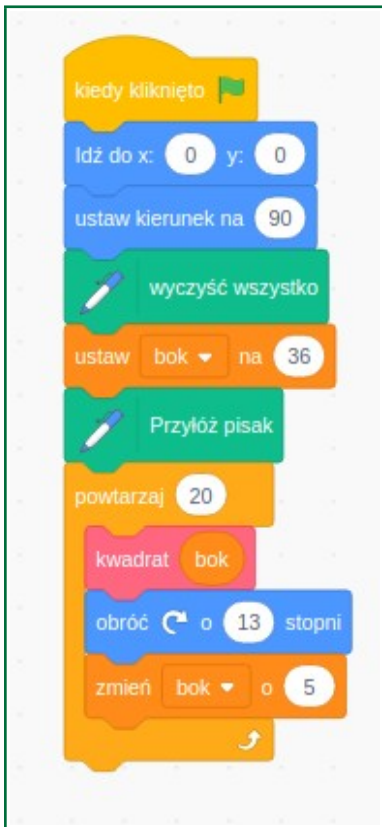 kiedy kliknięto
Idź do x: 0 y: 0
ustaw kierunek na 90
wyczyść wszystko
ustaw bok na 36
Przyłóż pisak
powtarzaj 20
kwadrat bok
obróć o 13 stopni
zmień bok o 5